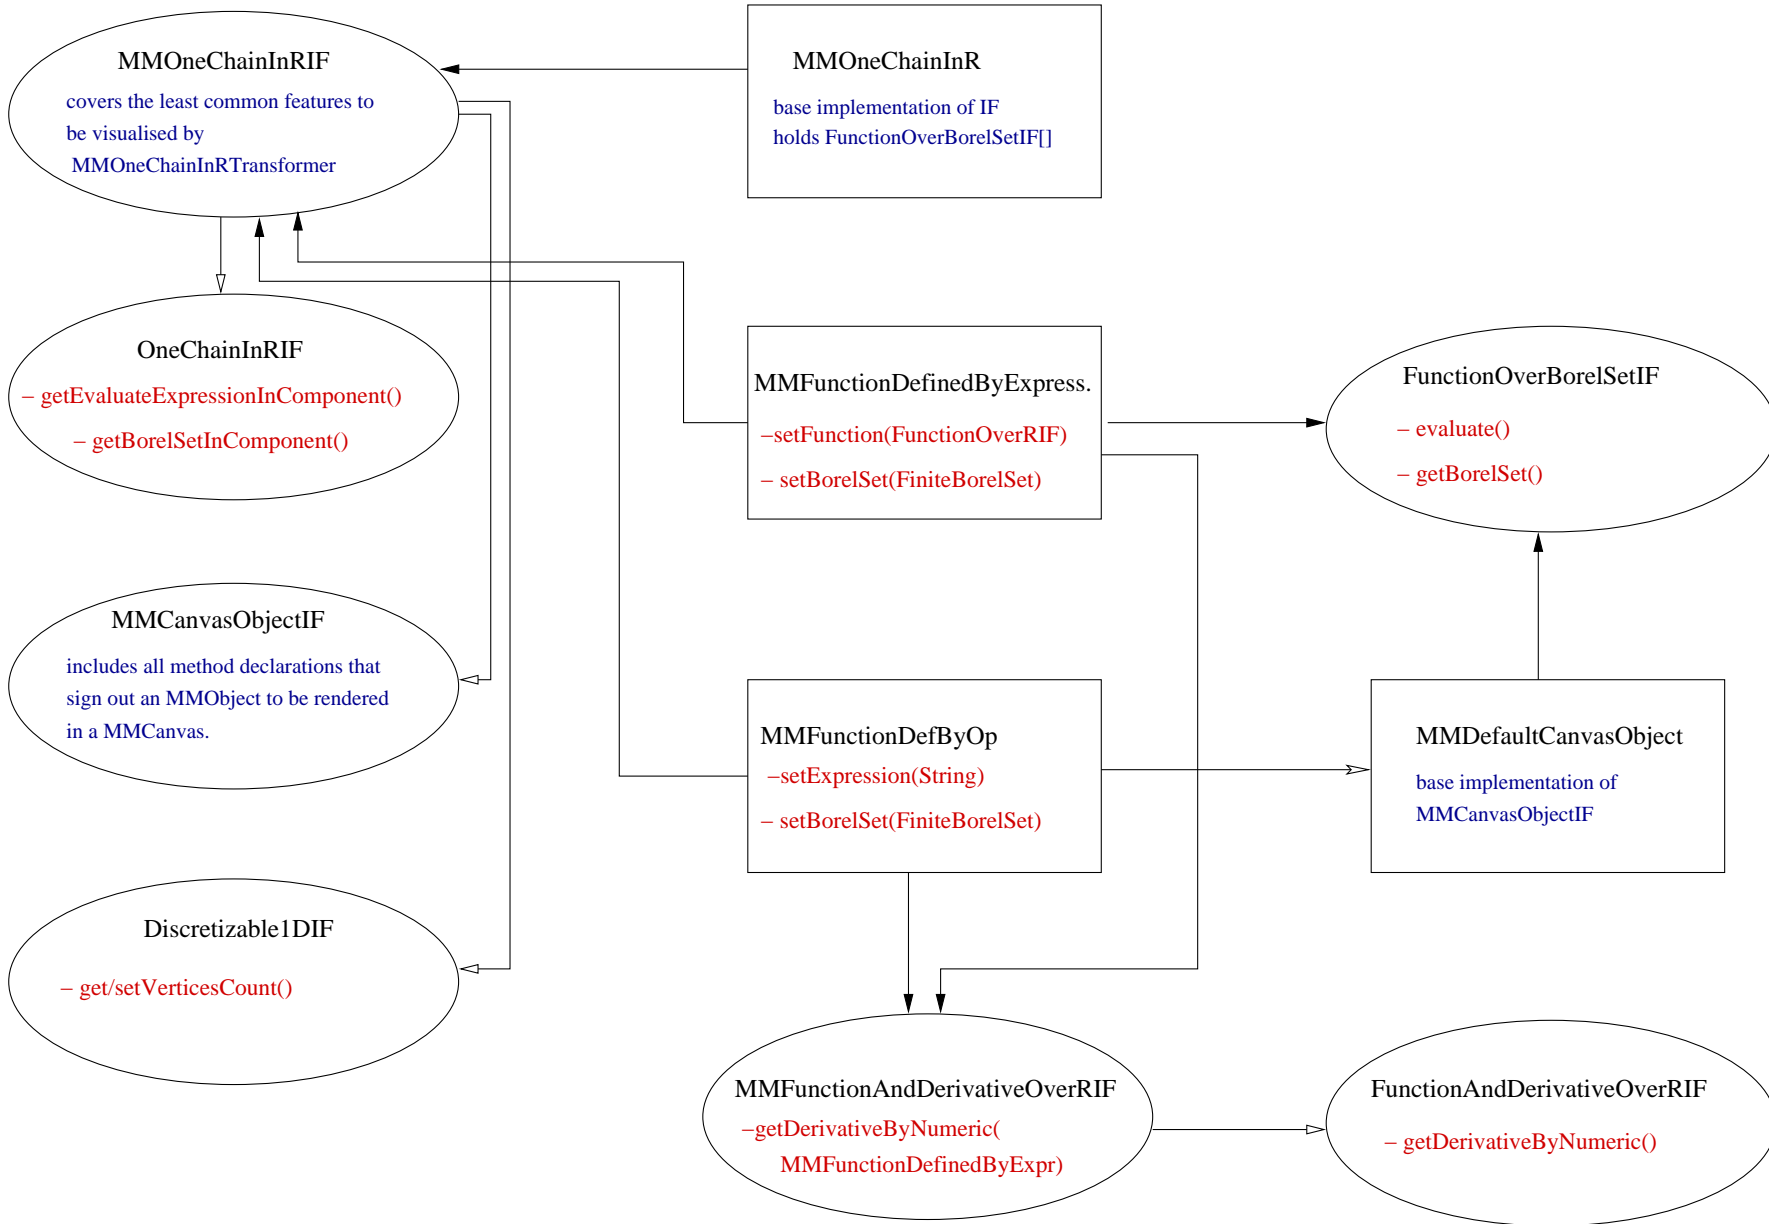 MMOneChainInRIF
covers the least common features to
be visualised by
MMOneChainInRTransformer
MMOneChainInR
base implementation of IF
holds FunctionOverBorelSetIF[]
OneChainInRIF
– getEvaluateExpressionInComponent()
– getBorelSetInComponent()
MMFunctionDefinedByExpress.
–setFunction(FunctionOverRIF)
– setBorelSet(FiniteBorelSet)
FunctionOverBorelSetIF
– evaluate()
– getBorelSet()
MMCanvasObjectIF
includes all method declarations that
sign out an MMObject to be rendered
in a MMCanvas.
MMFunctionDefByOp
–setExpression(String)
– setBorelSet(FiniteBorelSet)
MMDefaultCanvasObject
base implementation of
MMCanvasObjectIF
Discretizable1DIF
– get/setVerticesCount()
MMFunctionAndDerivativeOverRIF
–getDerivativeByNumeric(
MMFunctionDefinedByExpr)
FunctionAndDerivativeOverRIF
– getDerivativeByNumeric()